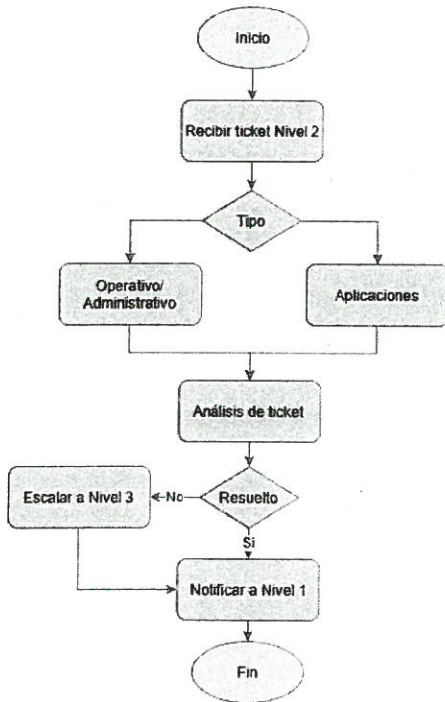 Inicio
Recibir ticket Nivel 2
Tipo
Operativo/
Administrativo
Aplicaciones
Análisis de ticket
Resuelto
No
Escalar a Nivel 3
Si
Notificar a Nivel 1
Fin